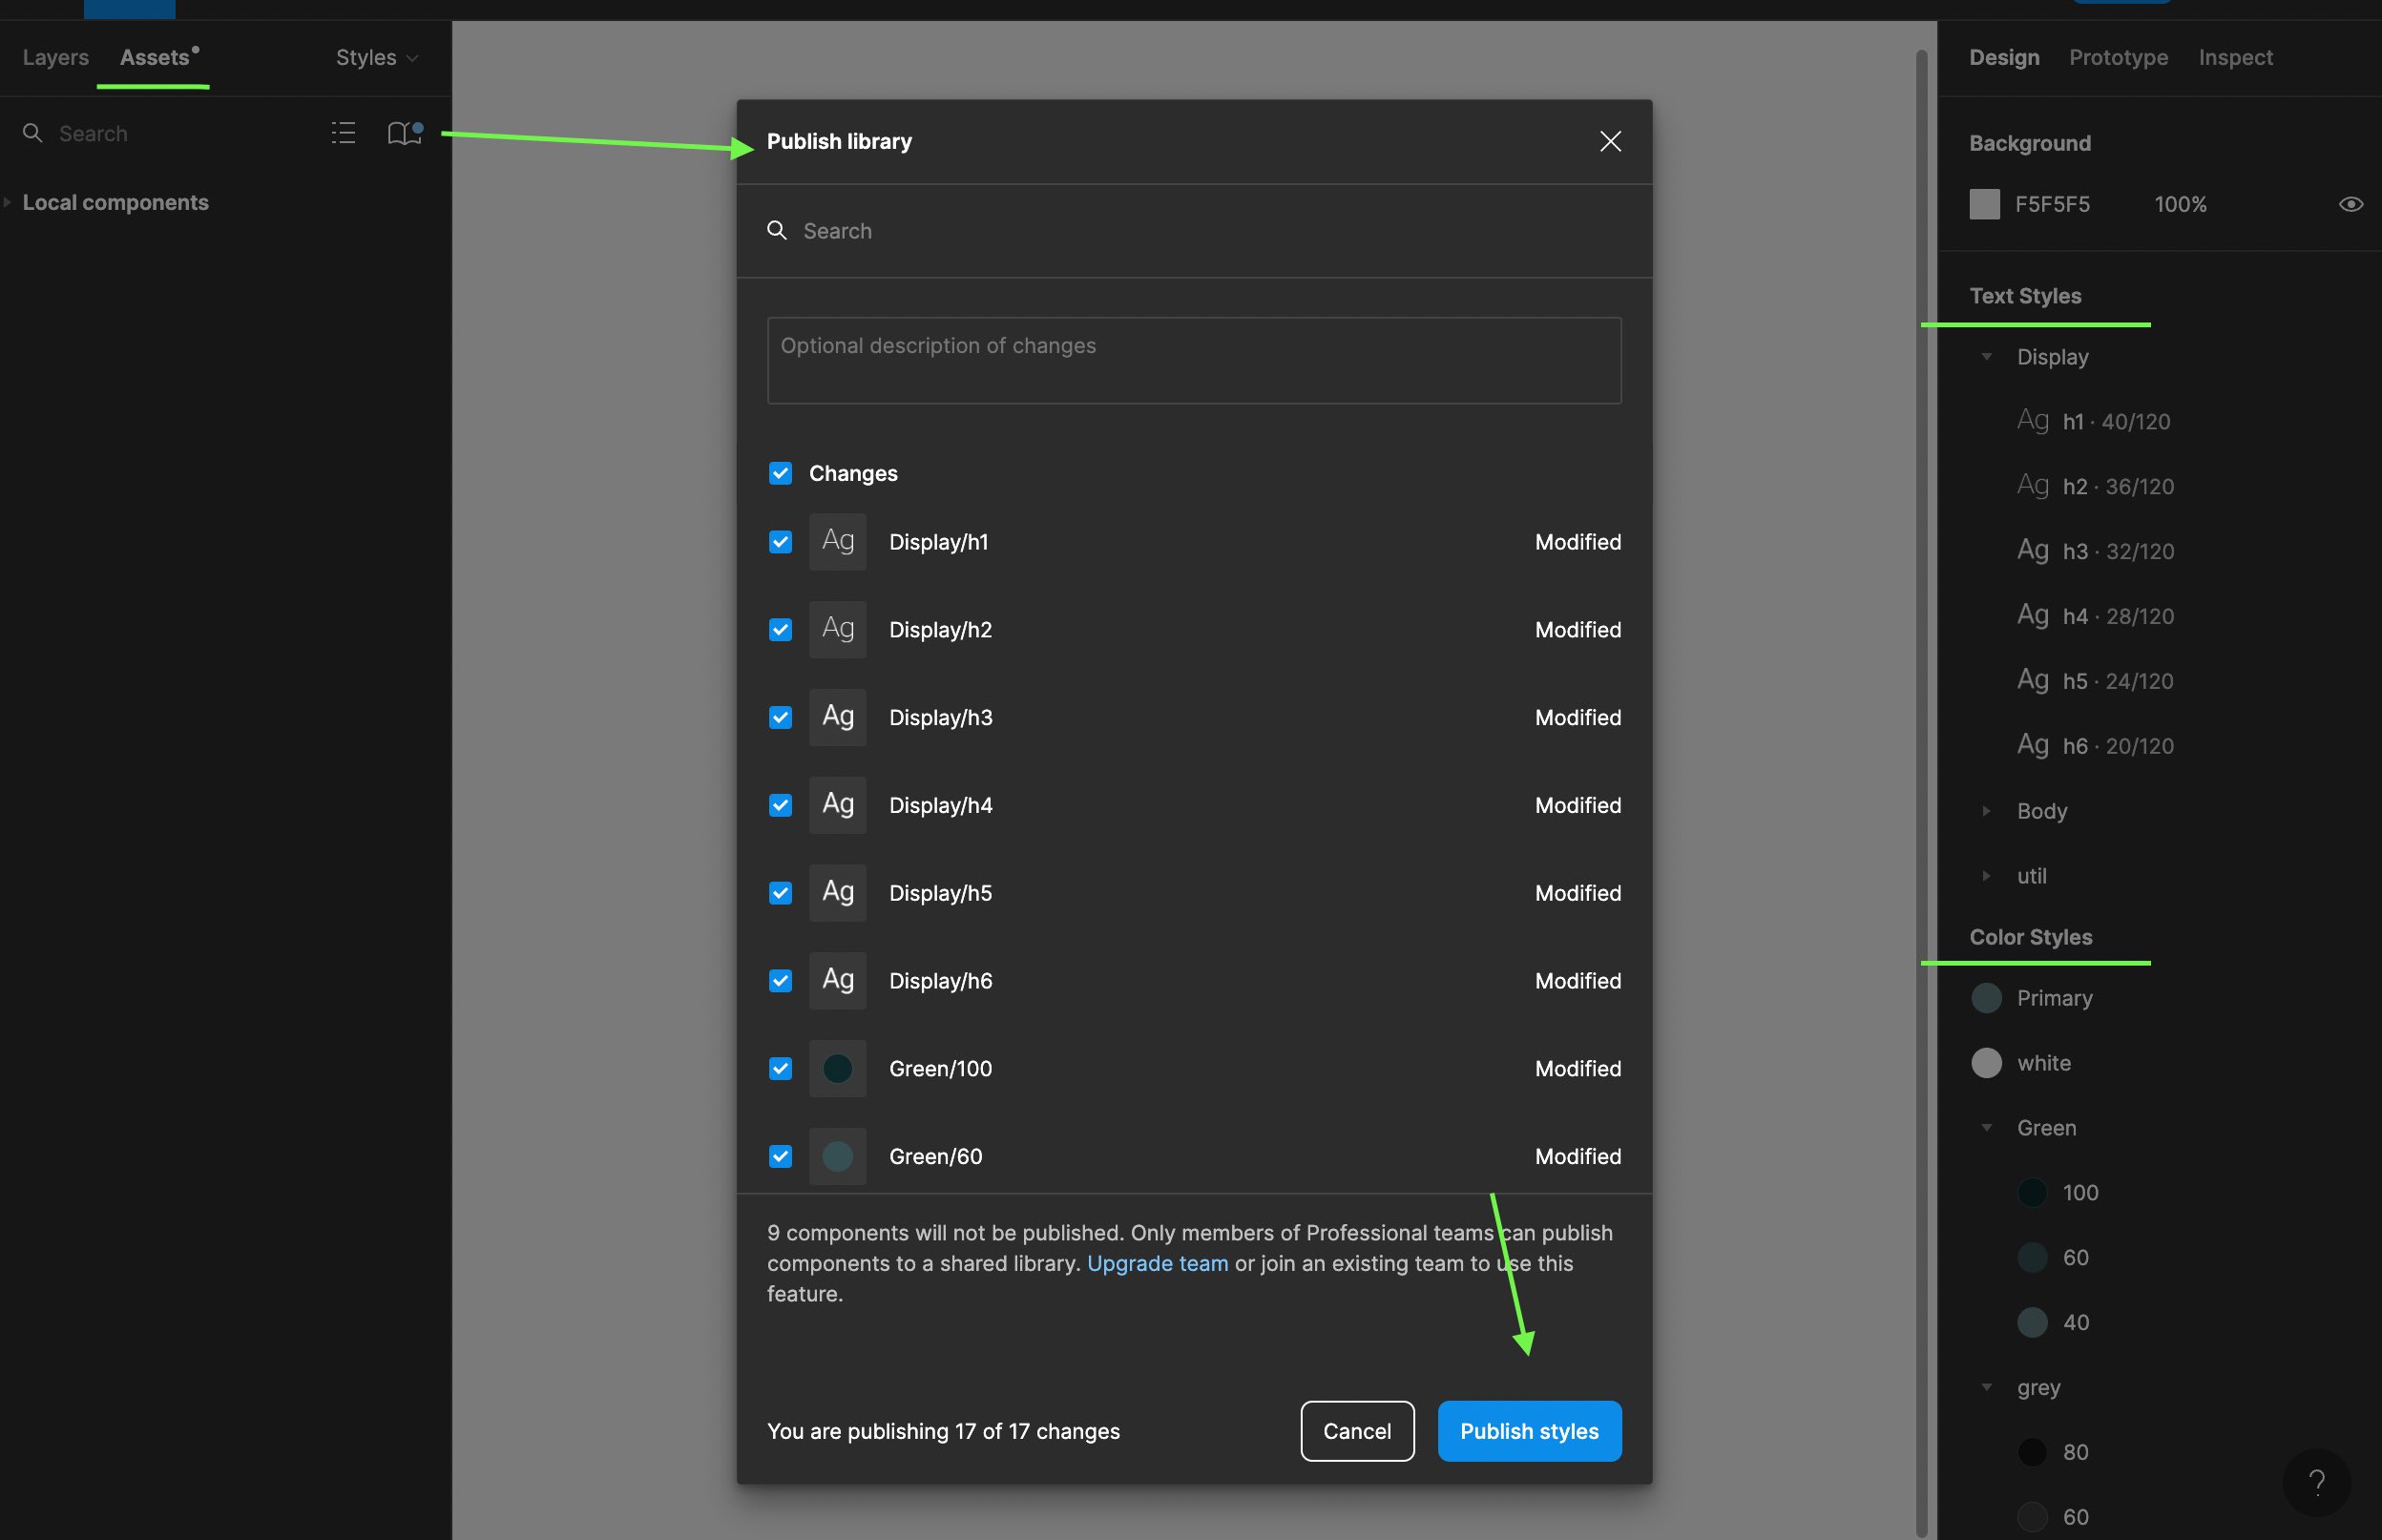 Layers Assets Styles
Search
Local components
Publish library
Search
Optional description of changes
Changes
Ag Display/h1 Modified
Ag Display/h2 Modified
Ag Display/h3 Modified
Ag Display/h4 Modified
Ag Display/h5 Modified
Ag Display/h6 Modified
Green/100 Modified
Green/60 Modified
9 components will not be published. Only members of Professional teams can publish
components to a shared library. Upgrade team or join an existing team to use this
feature.
You are publishing 17 of 17 changes Cancel Publish styles
Design Prototype Inspect
Background
F5F5F5 100%
Text Styles
Display
Ag h1 · 40/120
Ag h2 · 36/120
Ag h3 · 32/120
Ag h4 · 28/120
Ag h5 · 24/120
Ag h6 · 20/120
Body
util
Color Styles
Primary
white
Green
100
60
40
grey
80
60
?